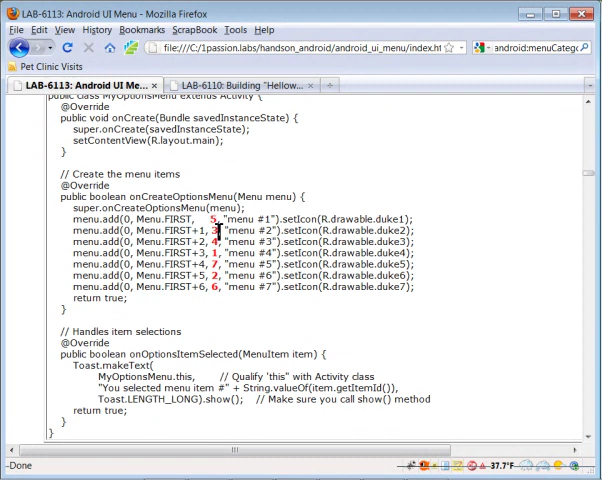 LAB-6113: Android UI Menu - Mozilla Firefox
File Edit View History Bookmarks ScrapBook Tools Help
file:///C:/1passion.labs/handson_android/android_ui_menu/index.ht
android:menuCateg
Pet Clinic Visits
LAB-6113: Android UI Me...
LAB-6110: Building "Hellow...
public class MyOptionsMenu extends Activity {
@Override
public void onCreate(Bundle savedInstanceState) {
super.onCreate(savedInstanceState);
setContentView(R.layout.main);
}
// Create the menu items
@Override
public boolean onCreateOptionsMenu(Menu menu) {
super.onCreateOptionsMenu(menu);
menu.add(0, Menu.FIRST, 5, "menu #1").setIcon(R.drawable.duke1);
menu.add(0, Menu.FIRST+1, 3, "menu #2").setIcon(R.drawable.duke2);
menu.add(0, Menu.FIRST+2, 4, "menu #3").setIcon(R.drawable.duke3);
menu.add(0, Menu.FIRST+3, 1, "menu #4").setIcon(R.drawable.duke4);
menu.add(0, Menu.FIRST+4, 7, "menu #5").setIcon(R.drawable.duke5);
menu.add(0, Menu.FIRST+5, 2, "menu #6").setIcon(R.drawable.duke6);
menu.add(0, Menu.FIRST+6, 6, "menu #7").setIcon(R.drawable.duke7);
return true;
}
// Handles item selections
@Override
public boolean onOptionsItemSelected(MenuItem item) {
Toast.makeText(
MyOptionsMenu.this, // Qualify 'this" with Activity class
"You selected menu item #" + String.valueOf(item.getItemId()),
Toast.LENGTH_LONG).show(); // Make sure you call show() method
return true;
}
}
Done
37.7°F